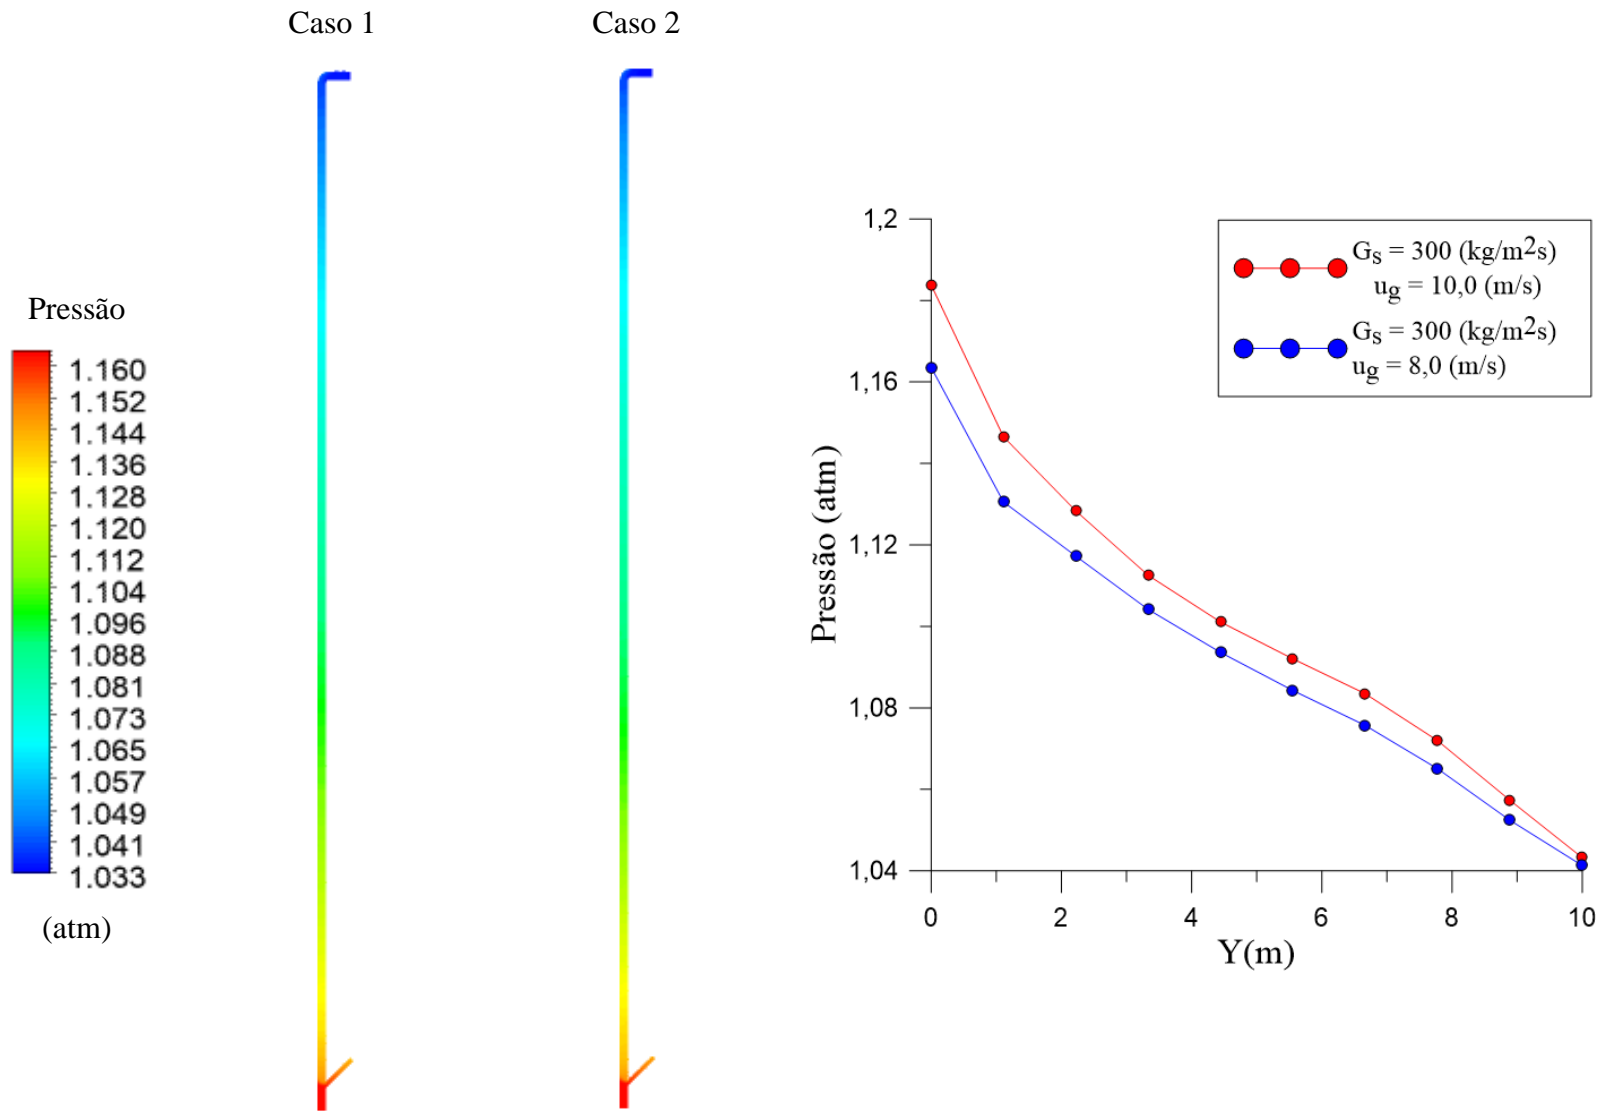 Caso 1
Caso 2
Pressão
1.160
1.152
1.144
1.136
1.128
1.120
1.112
1.104
1.096
1.088
1.081
1.073
1.065
1.057
1.049
1.041
1.033
(atm)
Pressão (atm)
1,2
1,16
1,12
1,08
1,04
0
2
4
6
8
10
Y(m)
Gs = 300 (kg/m2s)
ug = 10,0 (m/s)
Gs = 300 (kg/m2s)
ug = 8,0 (m/s)